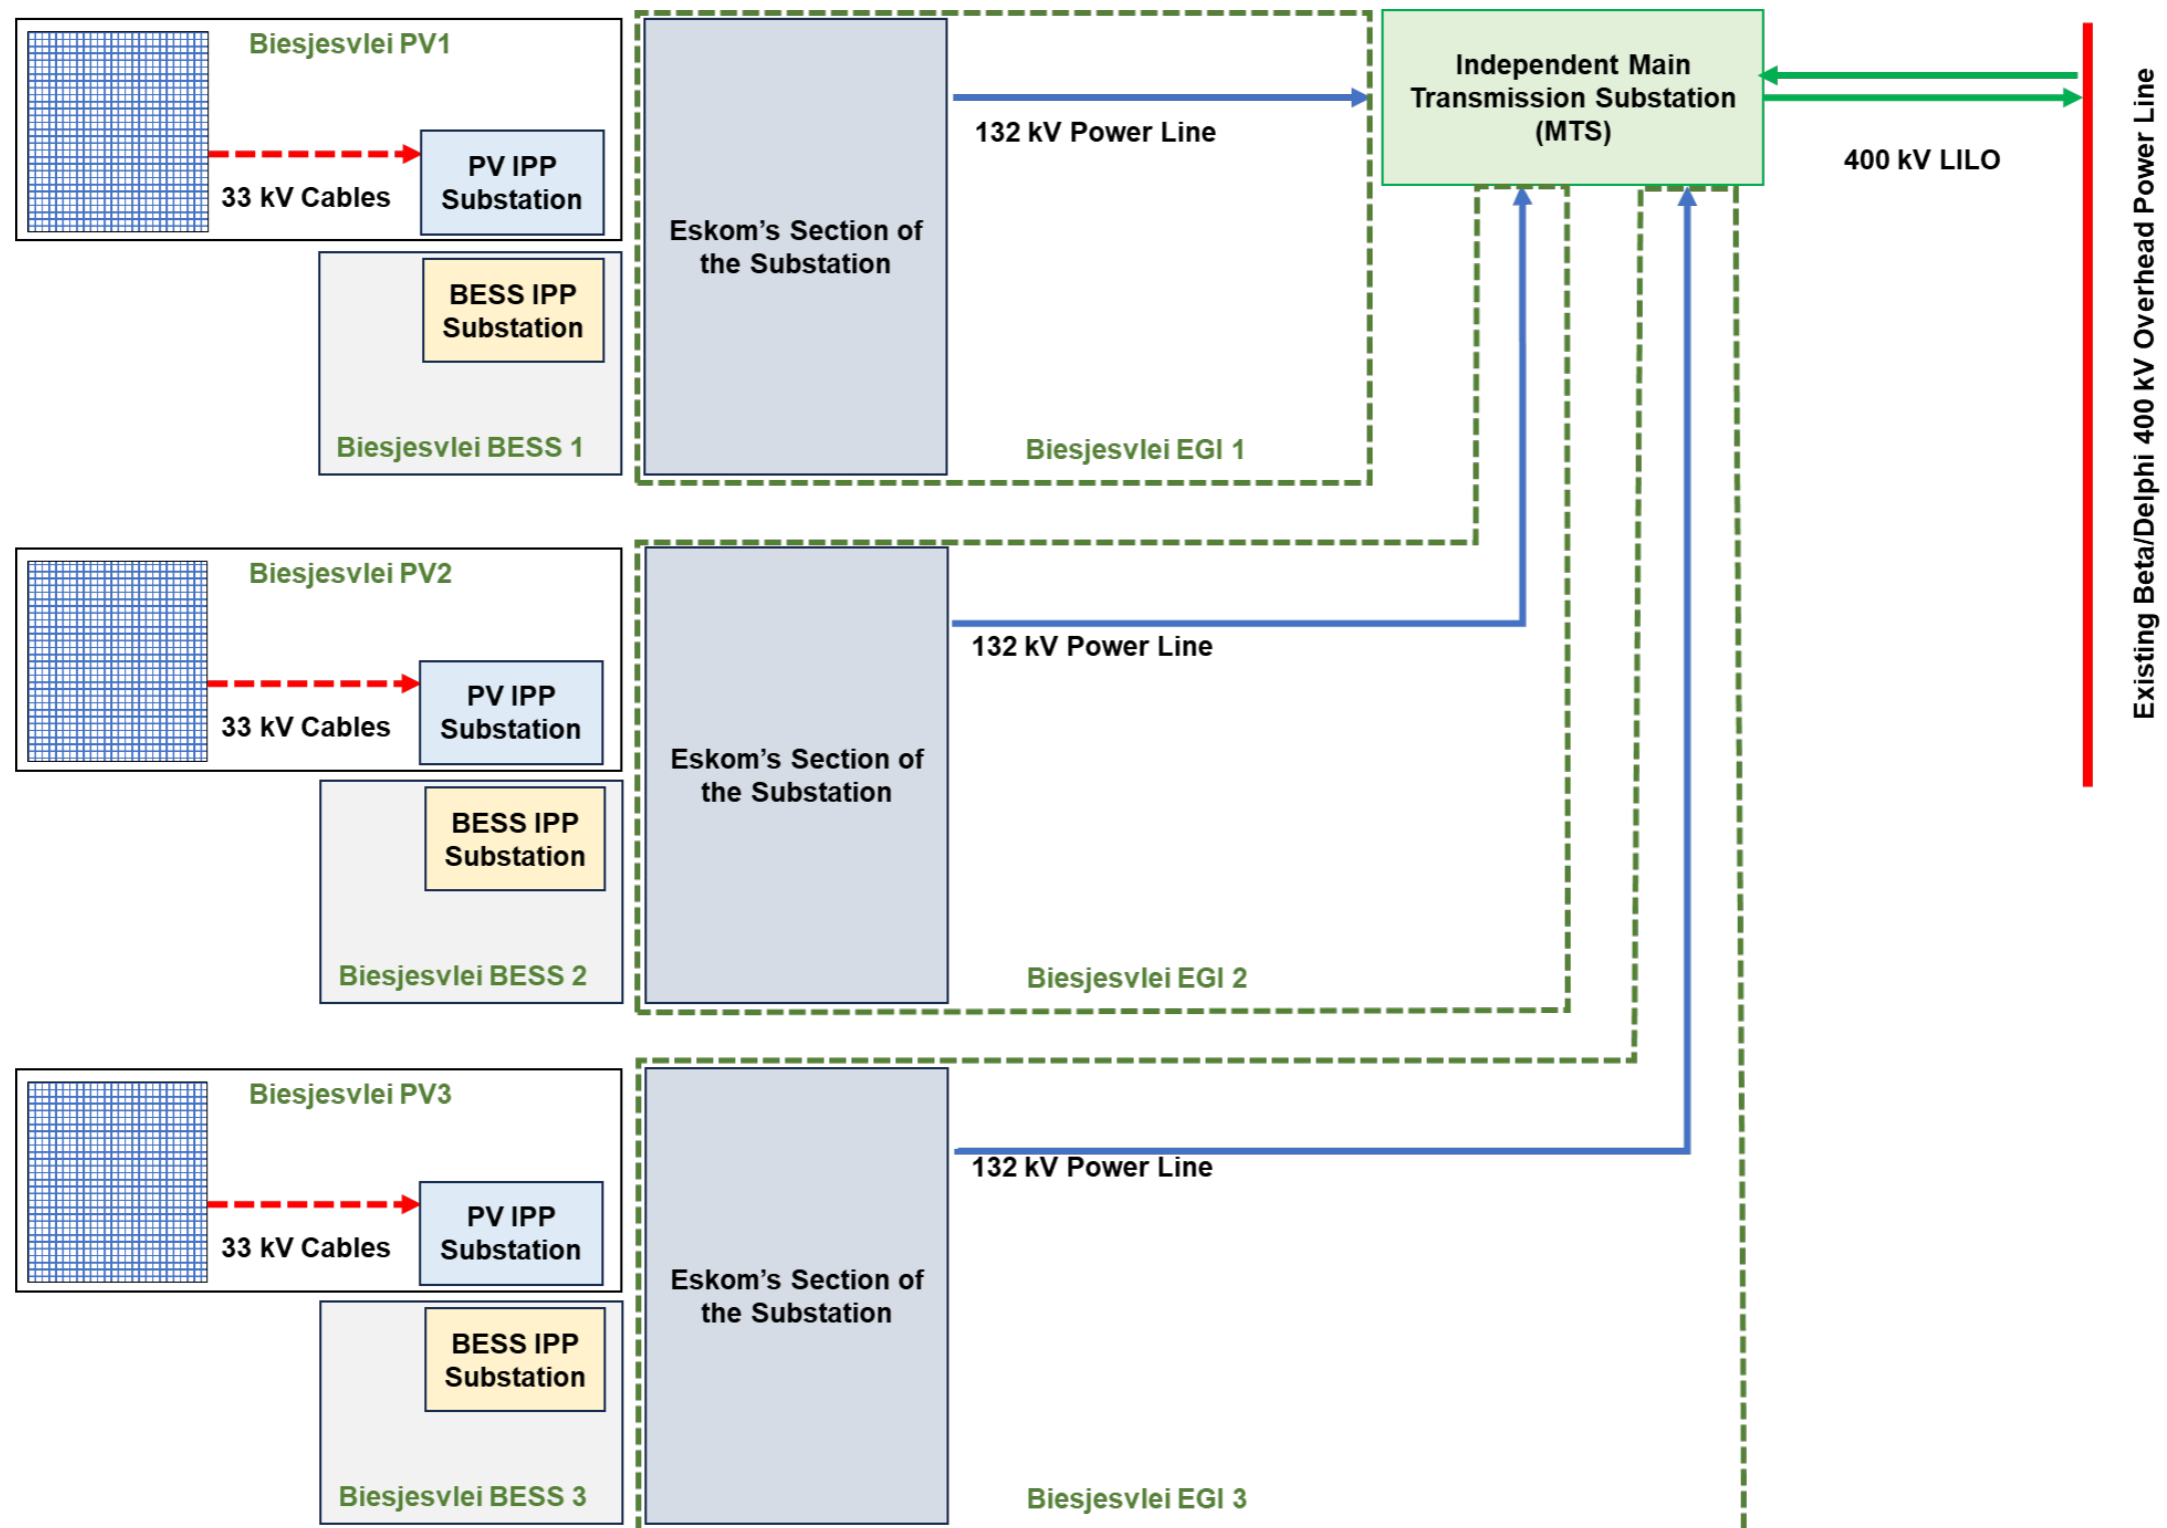 Biesjesvlei PV1
33 kV Cables
PV IPP
Substation
BESS IPP
Substation
Biesjesvlei BESS 1
Eskom's Section of
the Substation
132 kV Power Line
Biesjesvlei EGI 1
Independent Main
Transmission Substation
(MTS)
400 kV LILO
Existing Beta/Delphi 400 kV Overhead Power Line
Biesjesvlei PV2
33 kV Cables
PV IPP
Substation
BESS IPP
Substation
Biesjesvlei BESS 2
Eskom's Section of
the Substation
132 kV Power Line
Biesjesvlei EGI 2
Biesjesvlei PV3
33 kV Cables
PV IPP
Substation
BESS IPP
Substation
Biesjesvlei BESS 3
Eskom's Section of
the Substation
132 kV Power Line
Biesjesvlei EGI 3